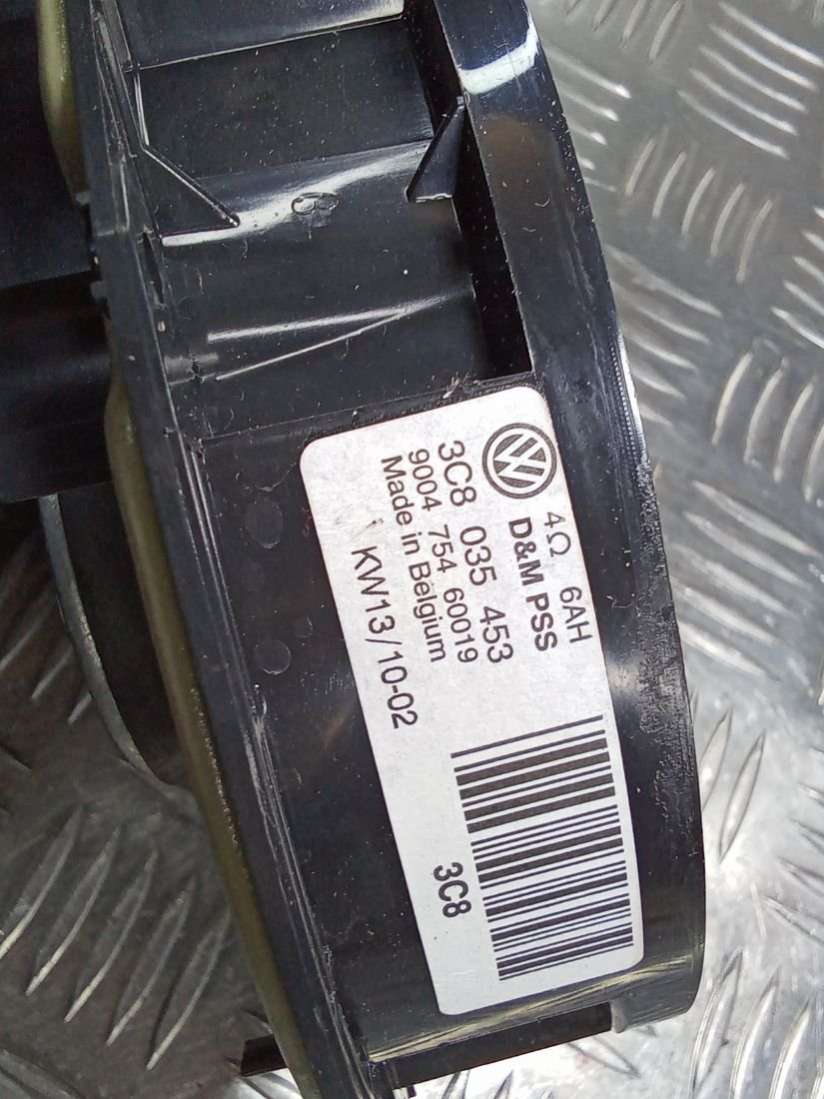 4Ω 6AH
D&M PSS
3C8 035 453
9004 754 60019
Made in Belgium
KW13/10-02
3C8